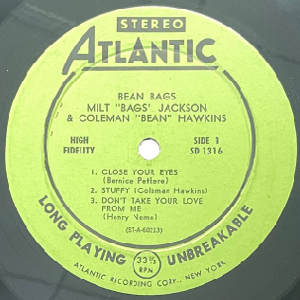 STEREO
ATLANTIC
BEAN BAGS
MILT "BAGS' JACKSON
& COLEMAN "BEAN" HAWKINS
HIGH
FIDELITY
SIDE 1
SD 1316
1. CLOSE YOUR EYES
(Bernice Petkere)
2. STUFFY (Coleman Hawkins)
3. DON'T TAKE YOUR LOVE
FROM ME
(Henry Nemo)
(ST-A-60233)
LONG PLAYING
33⅓
RPM
UNBREAKABLE
ATLANTIC RECORDING CORP., NEW YORK